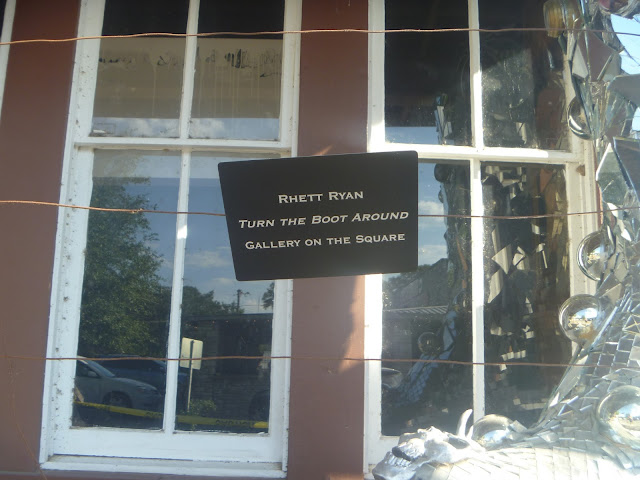 Rhett Ryan
Turn the Boot Around
Gallery on the Square